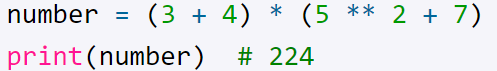 number = (3 + 4) * (5 ** 2 + 7)
print(number)  # 224